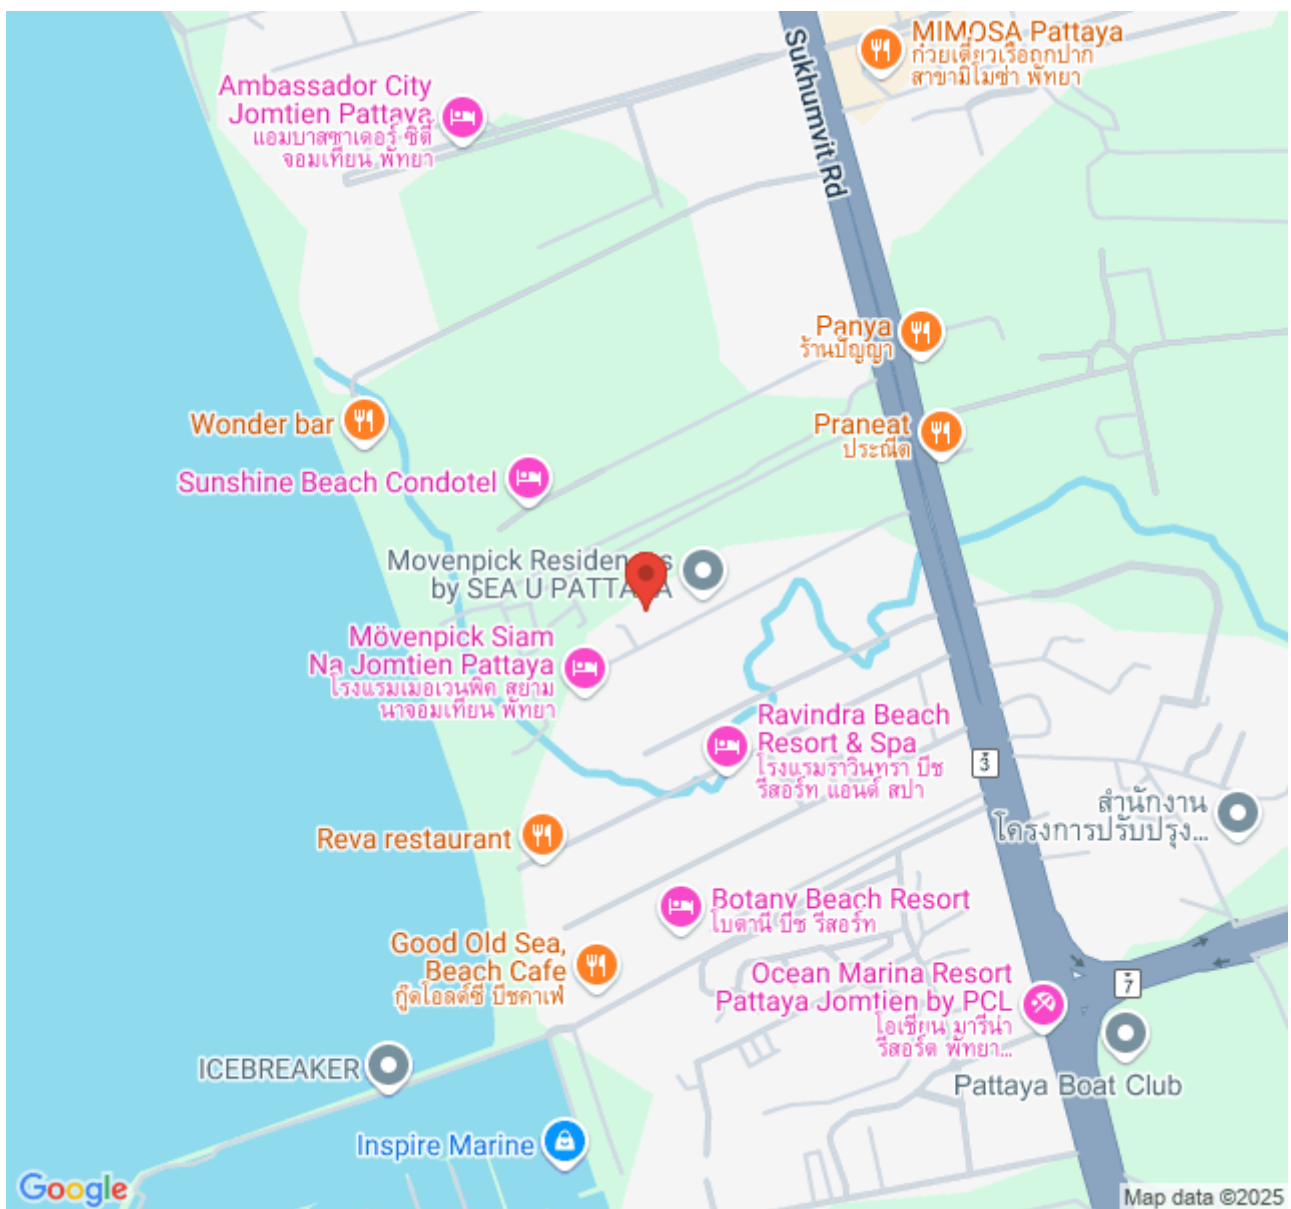 MIMOSA Pattaya
ก๋วยเตี๋ยวเรือถูกปาก
สาขามิโมซ่า พัทยา
Sukhumvit Rd
Ambassador City
Jomtien Pattaya
แอมบาสซาเดอร์ ซิตี้
จอมเทียน พัทยา
Panya
ร้านปัญญา
Wonder bar
Praneat
ประณีต
Sunshine Beach Condotel
Movenpick Residences
by SEA U PATTAYA
Mövenpick Siam
Na Jomtien Pattaya
โรงแรมเมอเวนพิค สยาม
นาจอมเทียน พัทยา
Ravindra Beach
Resort & Spa
โรงแรมราวินทรา บีช
รีสอร์ท แอนด์ สปา
3
สำนักงาน
โครงการปรับปรุง...
Reva restaurant
Botany Beach Resort
โบตานี บีช รีสอร์ท
Good Old Sea,
Beach Cafe
กู๊ดโอลด์ซี บีชคาเฟ่
Ocean Marina Resort
Pattaya Jomtien by PCL
โอเชียน มารีน่า
รีสอร์ต พัทยา...
7
ICEBREAKER
Pattaya Boat Club
Inspire Marine
Google
Map data ©2025